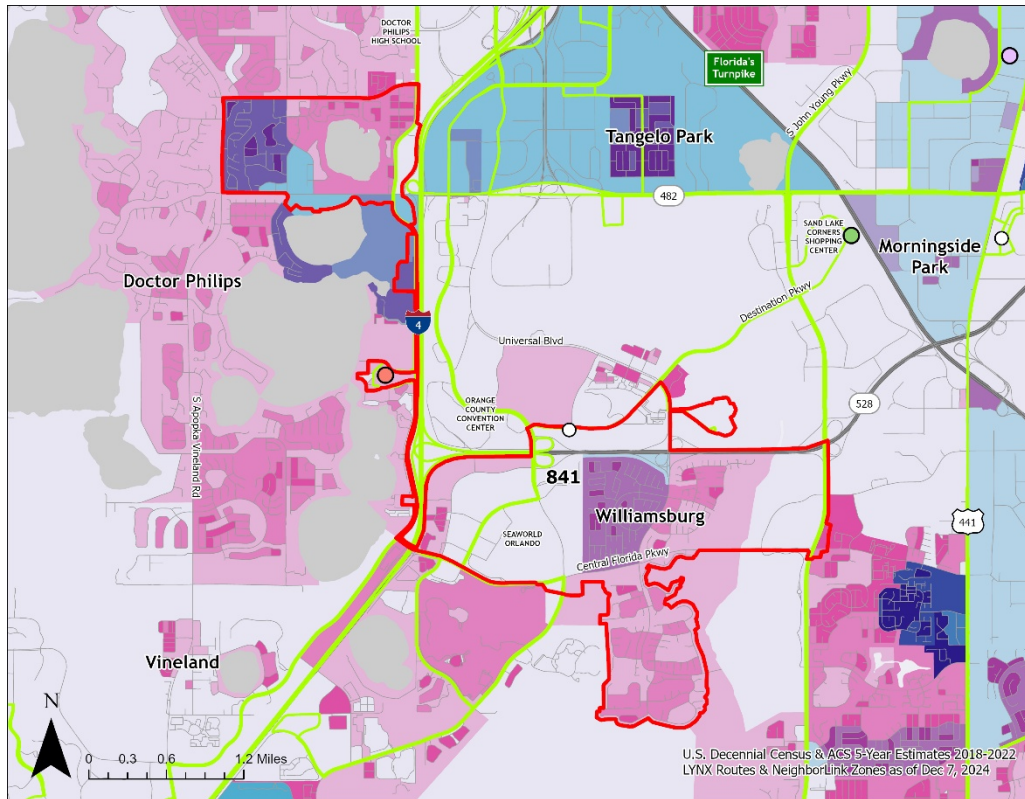 DOCTOR
PHILIPS
HIGH SCHOOL
Florida's
Turnpike
S John Young Pkwy
Tangelo Park
482
SAND LAKE
CORNERS
SHOPPING
CENTER
Morningside
Park
Doctor Philips
4
Destination Pkwy
Universal Blvd
S Apopka Vineland Rd
ORANGE
COUNTY
CONVENTION
CENTER
528
841
Williamsburg
441
SEAWORLD
ORLANDO
Central Florida Pkwy
Vineland
N
0 0.3 0.6 1.2 Miles
U.S. Decennial Census & ACS 5-Year Estimates 2018-2022
LYNX Routes & NeighborLink Zones as of Dec 7, 2024